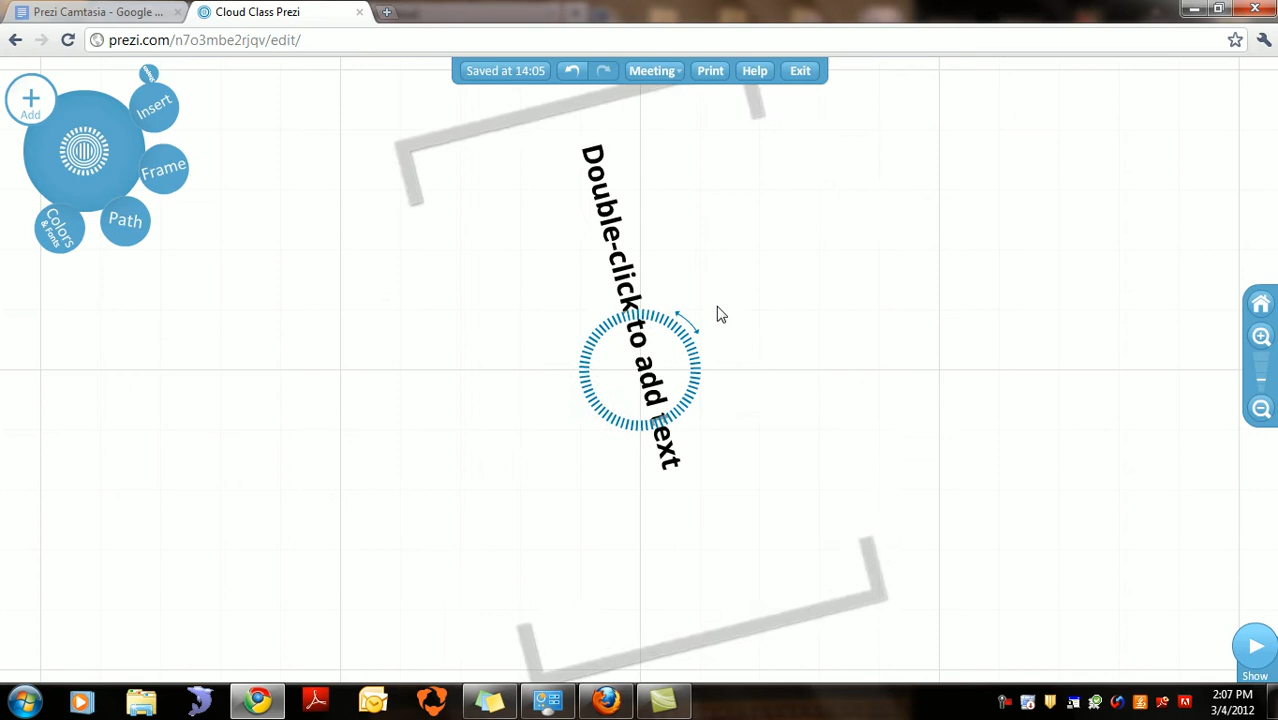 Prezi Camtasia - Google ...
Cloud Class Prezi
prezi.com/n7o3mbe2rjqv/edit/
Saved at 14:05
Meeting
Print
Help
Exit
Add
Insert
Frame
Path
Colors
& Fonts
Double-click to add text
Show
2:07 PM
3/4/2012